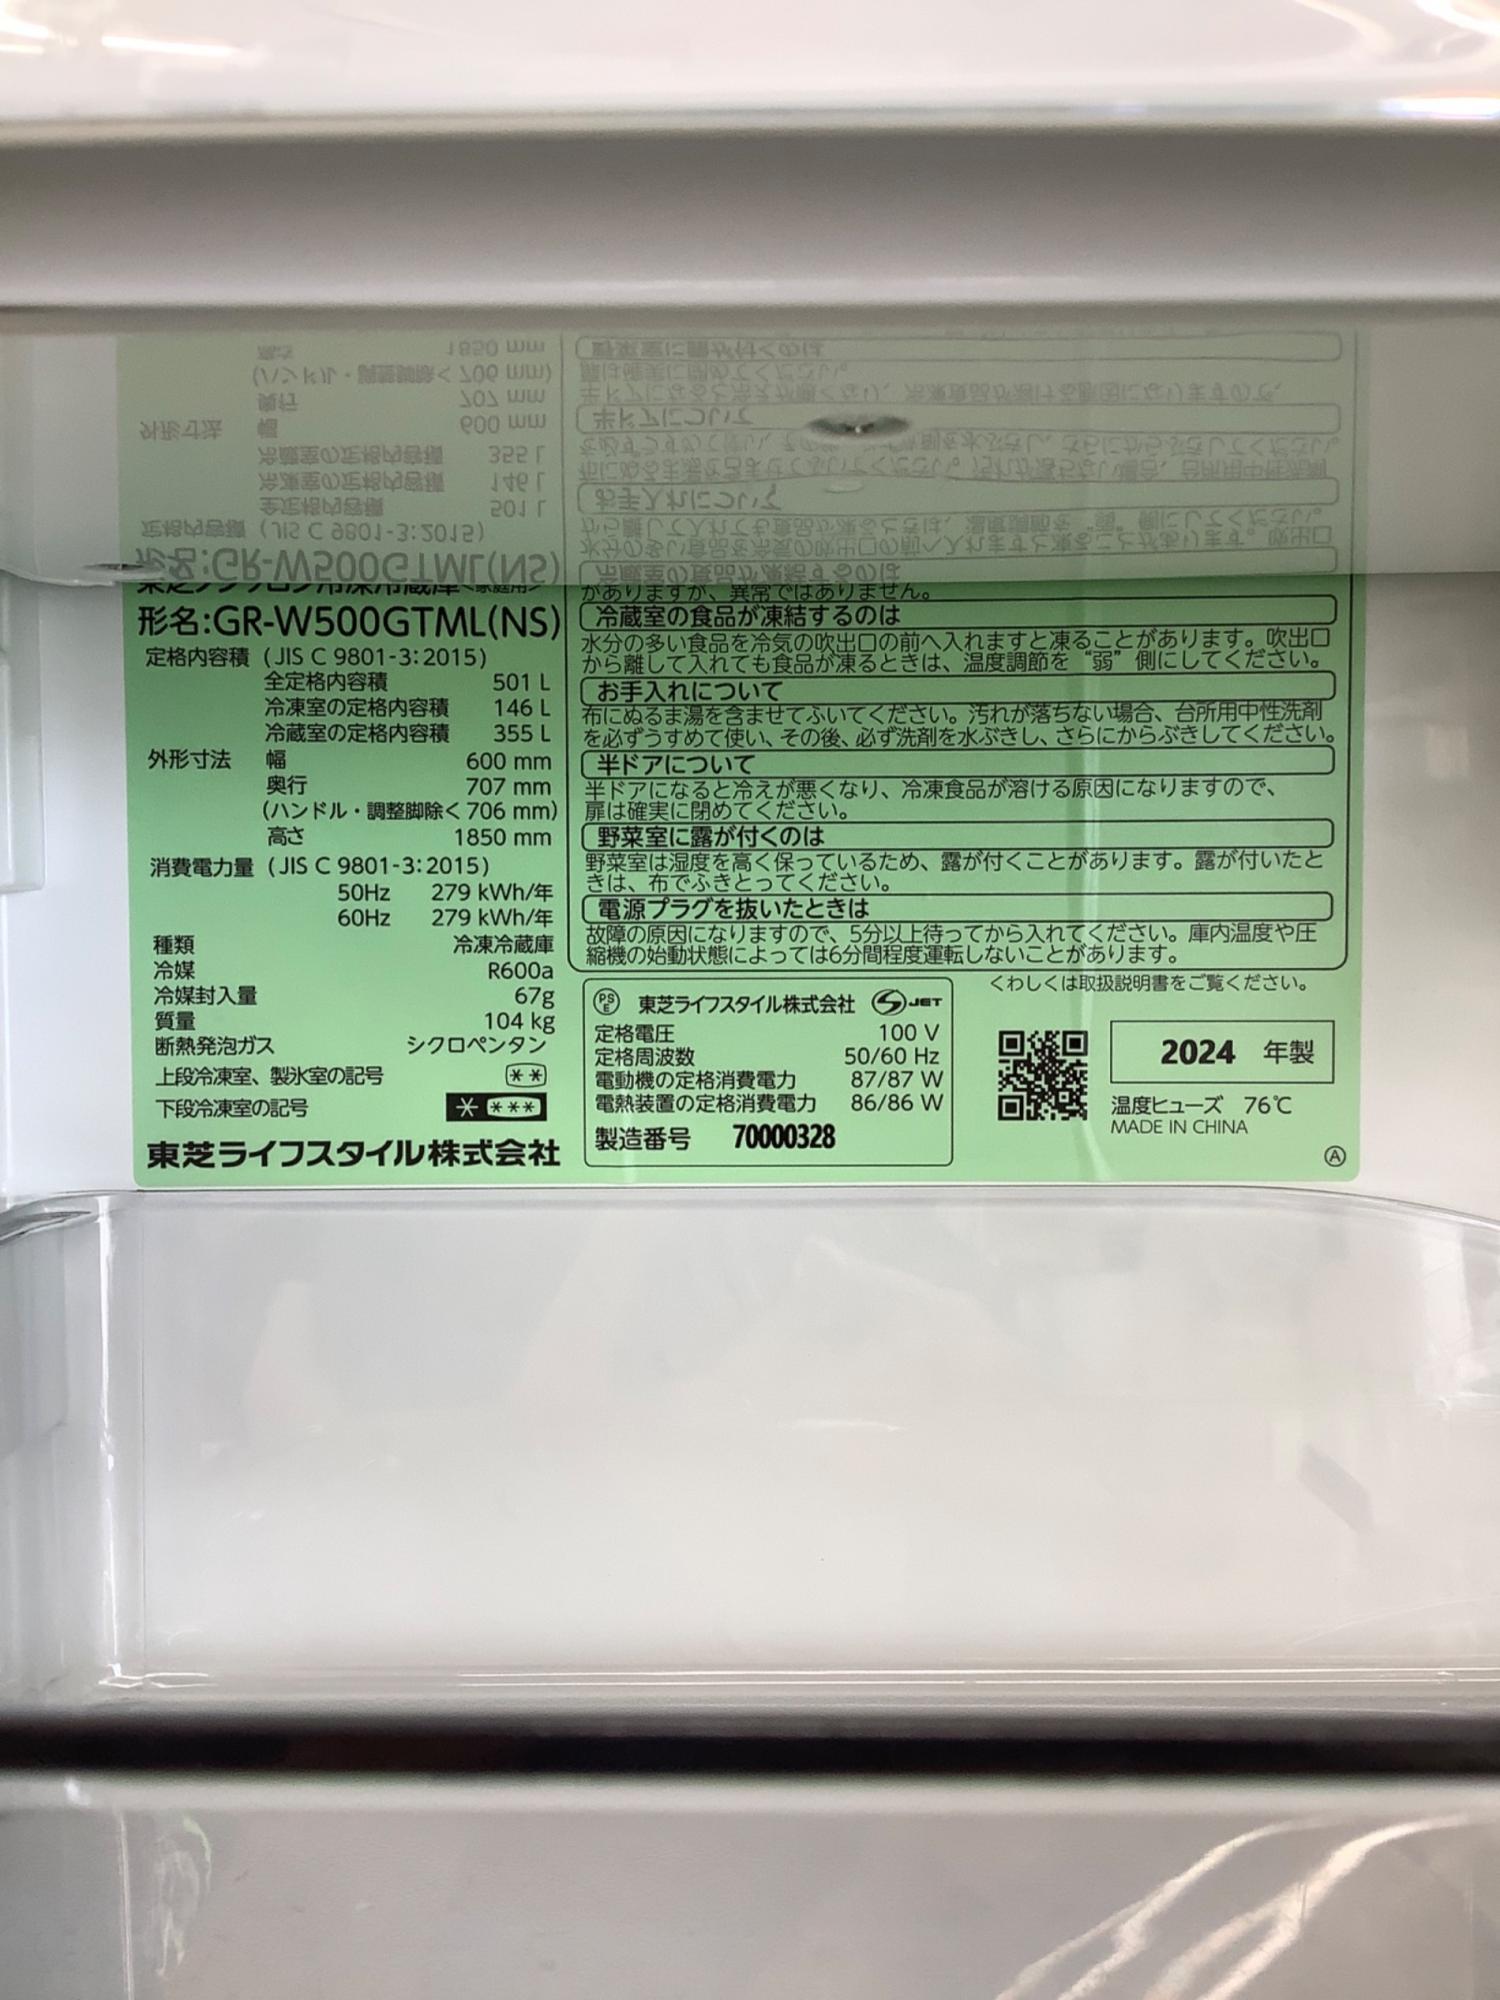 形名:GR-W500GTML(NS)
定格内容積 (JIS C 9801-3:2015)
全定格内容積 501 L
冷凍室の定格内容積 146 L
冷蔵室の定格内容積 355 L
外形寸法 幅 600 mm
奥行 707 mm
(ハンドル・調整脚除く 706 mm)
高さ 1850 mm
消費電力量 (JIS C 9801-3:2015)
50Hz 279 kWh/年
60Hz 279 kWh/年
種類 冷凍冷蔵庫
冷媒 R600a
冷媒封入量 67g
質量 104 kg
断熱発泡ガス シクロペンタン
上段冷凍室、製氷室の記号 **
下段冷凍室の記号 * ***
東芝ライフスタイル株式会社
がありますが、異常ではありません。
冷蔵室の食品が凍結するのは
水分の多い食品を冷気の吹出口の前へ入れますと凍ることがあります。吹出口
から離して入れても食品が凍るときは、温度調節を“弱”側にしてください。
お手入れについて
布にぬるま湯を含ませてふいてください。汚れが落ちない場合、台所用中性洗剤
を必ずうすめて使い、その後、必ず洗剤を水ぶきし、さらにからぶきしてください。
半ドアについて
半ドアになると冷えが悪くなり、冷凍食品が溶ける原因になりますので、
扉は確実に閉めてください。
野菜室に露が付くのは
野菜室は湿度を高く保っているため、露が付くことがあります。露が付いたと
きは、布でふきとってください。
電源プラグを抜いたときは
故障の原因になりますので、5分以上待ってから入れてください。庫内温度や圧
縮機の始動状態によっては6分間程度運転しないことがあります。
くわしくは取扱説明書をご覧ください。
PSE 東芝ライフスタイル株式会社 JET
定格電圧 100 V
定格周波数 50/60 Hz
電動機の定格消費電力 87/87 W
電熱装置の定格消費電力 86/86 W
製造番号 70000328
2024 年製
温度ヒューズ 76℃
MADE IN CHINA
A